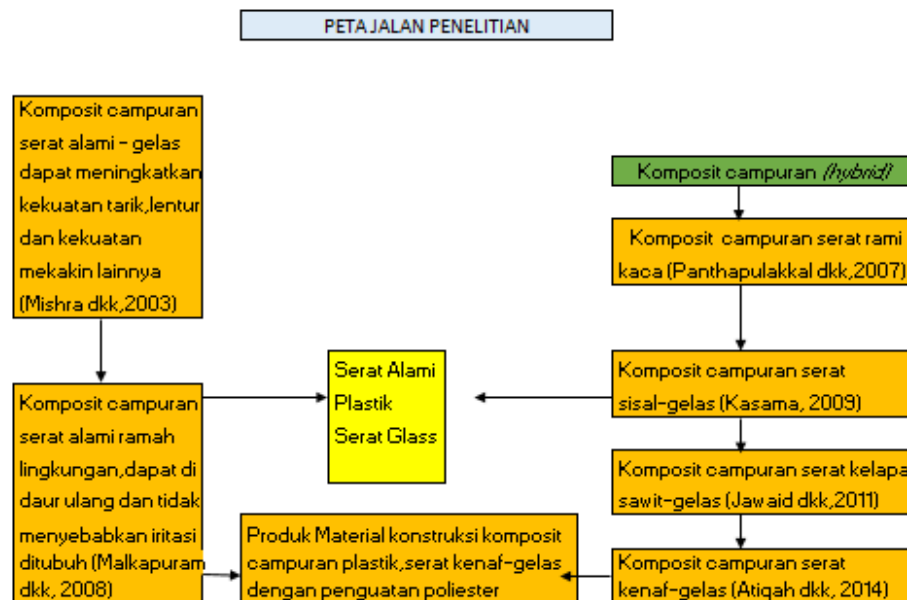 PETA JALAN PENELITIAN
Komposit campuran
serat alami – gelas
dapat meningkatkan
kekuatan tarik,lentur
dan kekuatan
mekakin lainnya
(Mishra dkk,2003)
Komposit campuran
serat alami ramah
lingkungan,dapat di
daur ulang dan tidak
menyebabkan iritasi
ditubuh (Malkapuram
dkk, 2008)
Serat Alami
Plastik
Serat Glass
Produk Material konstruksi komposit
campuran plastik,serat kenaf-gelas
dengan penguatan poliester
Komposit campuran (hybrid)
Komposit campuran serat rami
kaca (Panthapulakkal dkk,2007)
Komposit campuran serat
sisal-gelas (Kasama, 2009)
Komposit campuran serat kelapa
sawit-gelas (Jawaid dkk,2011)
Komposit campuran serat
kenaf-gelas (Atiqah dkk, 2014)